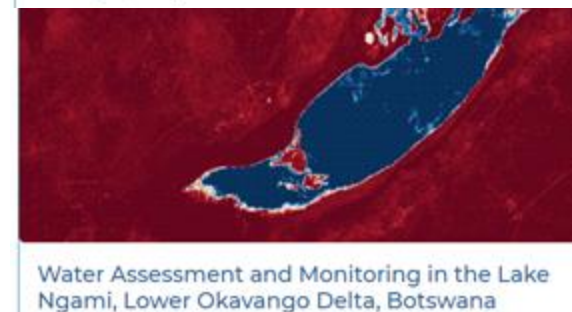 Water Assessment and Monitoring in the Lake
Ngami, Lower Okavango Delta, Botswana